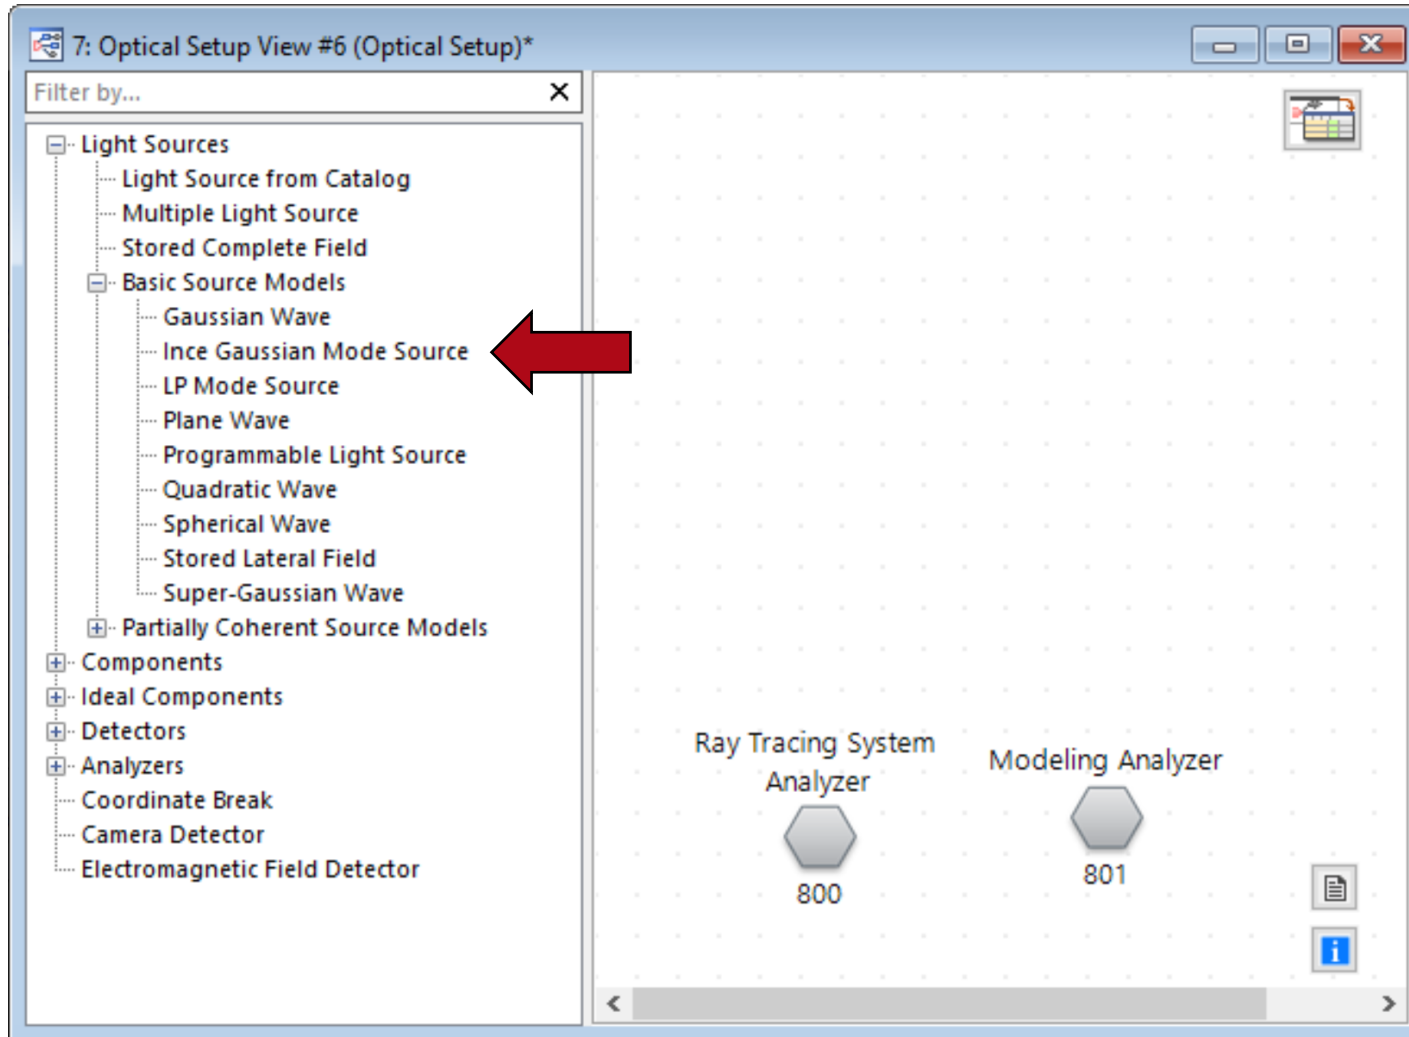 7: Optical Setup View #6 (Optical Setup)*
Filter by...
Light Sources
Light Source from Catalog
Multiple Light Source
Stored Complete Field
Basic Source Models
Gaussian Wave
Ince Gaussian Mode Source
LP Mode Source
Plane Wave
Programmable Light Source
Quadratic Wave
Spherical Wave
Stored Lateral Field
Super-Gaussian Wave
Partially Coherent Source Models
Components
Ideal Components
Detectors
Analyzers
Coordinate Break
Camera Detector
Electromagnetic Field Detector
Ray Tracing System
Analyzer
800
Modeling Analyzer
801